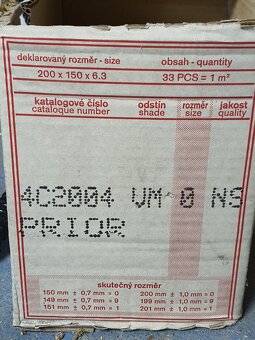 deklarovaný rozměr - size obsah - quantity
200 x 150 x 6.3 33 PCS = 1 m²
katalogové číslo odstín rozměr jakost
catalogue number shade size quality
4C2004 VM 0 NS
PRIOR
skutečný rozměr
150 mm ± 0,7 mm = 0 200 mm ± 1,0 mm = 0
149 mm ± 0,7 mm = 9 199 mm ± 1,0 mm = 9
151 mm ± 0,7 mm = 1 201 mm ± 1,0 mm = 1